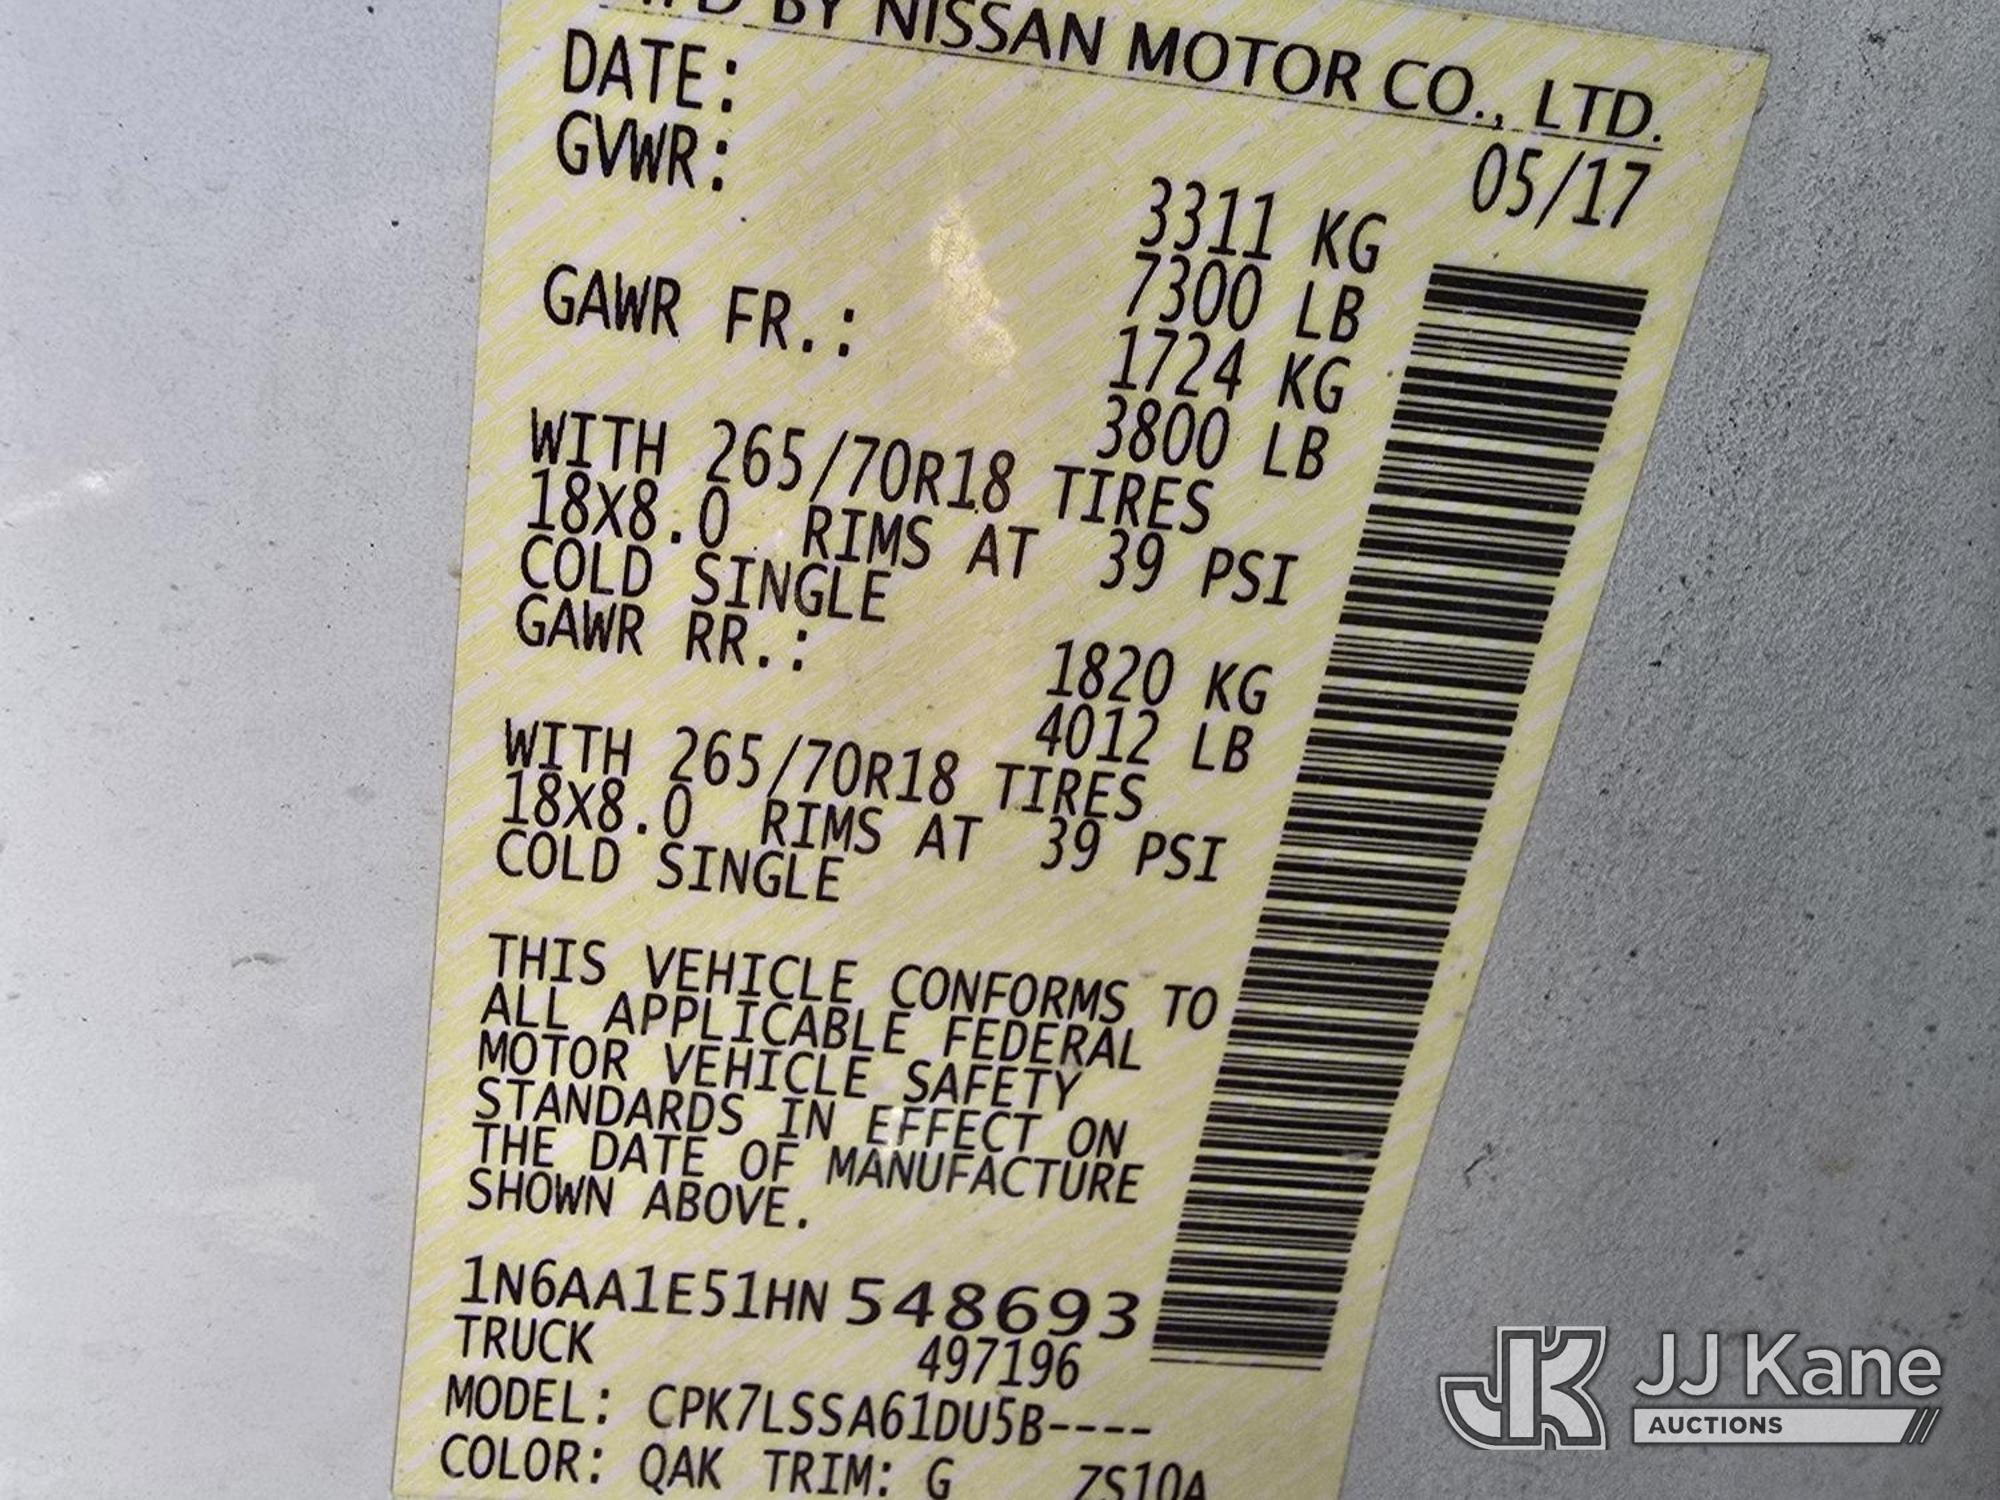 BY NISSAN MOTOR CO., LTD.
DATE: 05/17
GVWR: 3311 KG
7300 LB
GAWR FR.: 1724 KG
3800 LB
WITH 265/70R18 TIRES
18X8.0 RIMS AT 39 PSI
COLD SINGLE
GAWR RR.: 1820 KG
4012 LB
WITH 265/70R18 TIRES
18X8.0 RIMS AT 39 PSI
COLD SINGLE
THIS VEHICLE CONFORMS TO
ALL APPLICABLE FEDERAL
MOTOR VEHICLE SAFETY
STANDARDS IN EFFECT ON
THE DATE OF MANUFACTURE
SHOWN ABOVE.
1N6AA1E51HN548693
TRUCK 497196
MODEL: CPK7LSSA61DU5B----
COLOR: QAK TRIM: G ZS10A
JK JJ Kane
AUCTIONS